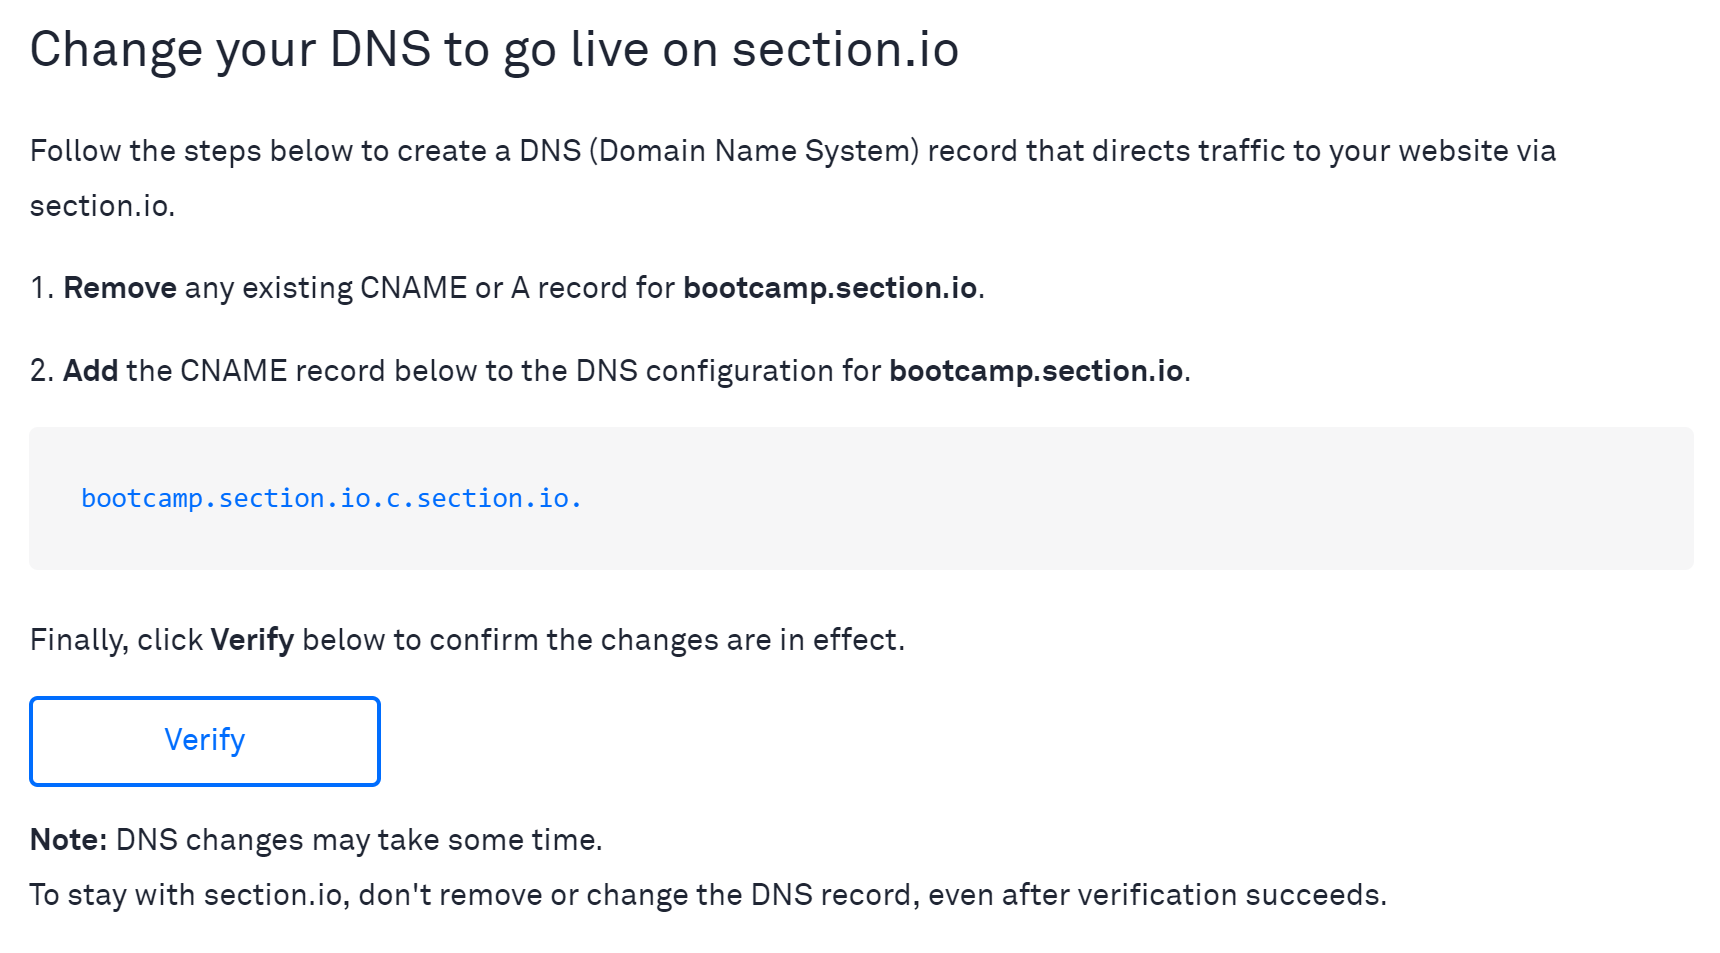 Change your DNS to go live on section.io
Follow the steps below to create a DNS (Domain Name System) record that directs traffic to your website via
section.io.
1. Remove any existing CNAME or A record for bootcamp.section.io.
2. Add the CNAME record below to the DNS configuration for bootcamp.section.io.
bootcamp.section.io.c.section.io.
Finally, click Verify below to confirm the changes are in effect.
Verify
Note: DNS changes may take some time.
To stay with section.io, don't remove or change the DNS record, even after verification succeeds.